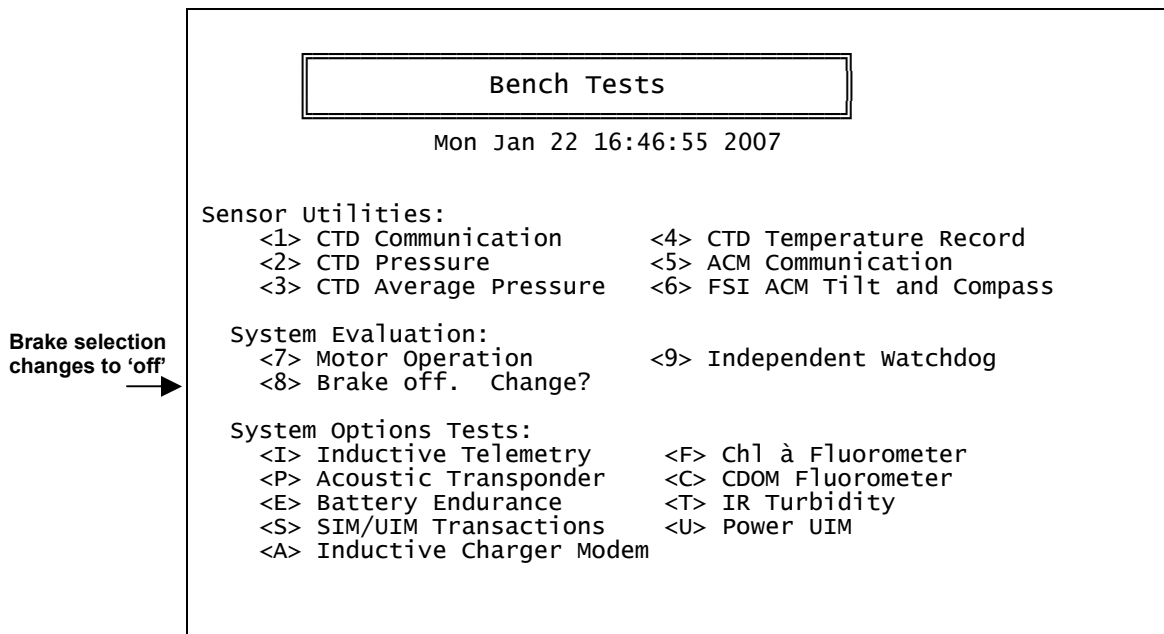 Bench Tests
Mon Jan 22 16:46:55 2007
Sensor Utilities:
<1> CTD Communication <4> CTD Temperature Record
<2> CTD Pressure <5> ACM Communication
<3> CTD Average Pressure <6> FSI ACM Tilt and Compass
System Evaluation:
<7> Motor Operation <9> Independent Watchdog
<8> Brake off. Change?
Brake selection
changes to ‘off’
System Options Tests:
<I> Inductive Telemetry <F> Chl à Fluorometer
<P> Acoustic Transponder <C> CDOM Fluorometer
<E> Battery Endurance <T> IR Turbidity
<S> SIM/UIM Transactions <U> Power UIM
<A> Inductive Charger Modem